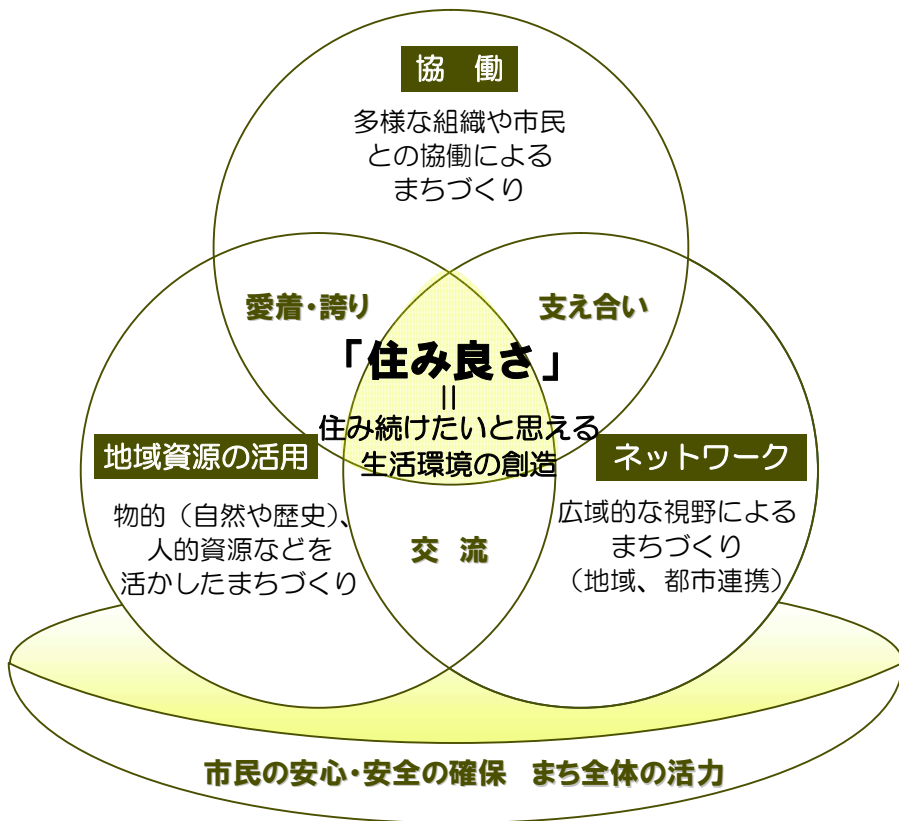 協　働
多様な組織や市民
との協働による
まちづくり
愛着・誇り
支え合い
「住み良さ」
＝
住み続けたいと思える
生活環境の創造
地域資源の活用
物的（自然や歴史）、
人的資源などを
活かしたまちづくり
ネットワーク
広域的な視野による
まちづくり
（地域、都市連携）
交　流
市民の安心・安全の確保　まち全体の活力